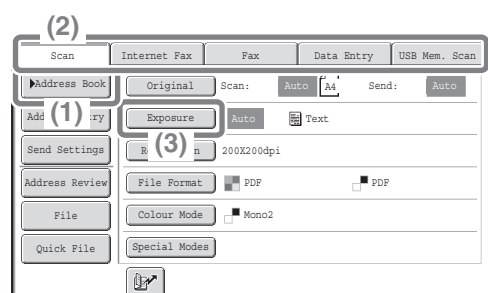 (2)
Scan Internet Fax Fax Data Entry USB Mem. Scan
Address Book Original Scan: Auto A4 Send: Auto
(1) Exposure Auto Text
(3)
Send Settings 200X200dpi
Address Review File Format PDF PDF
File Colour Mode Mono2
Quick File Special Modes